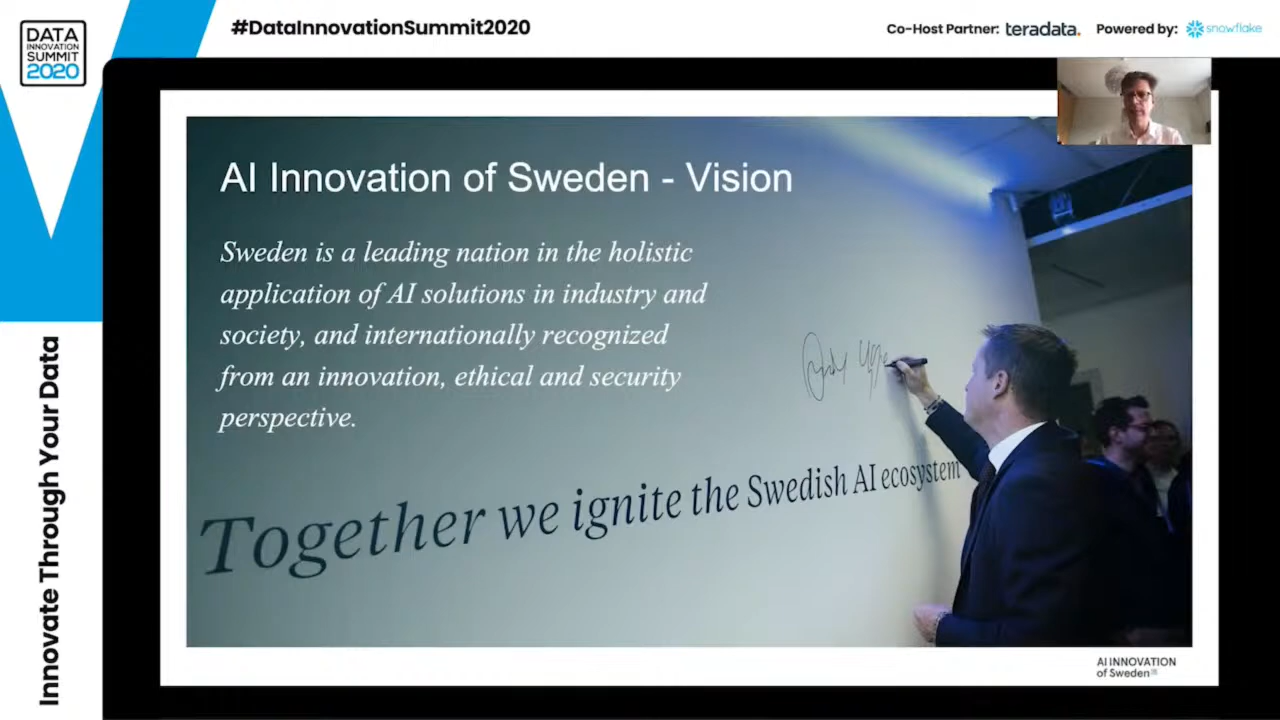 #DataInnovationSummit2020
Co-Host Partner: teradata.
Powered by: snowflake
DATA
INNOVATION
SUMMIT
2020
Innovate Through Your Data
AI Innovation of Sweden - Vision
Sweden is a leading nation in the holistic
application of AI solutions in industry and
society, and internationally recognized
from an innovation, ethical and security
perspective.
Together we ignite the Swedish AI ecosystem
AI INNOVATION
of Sweden